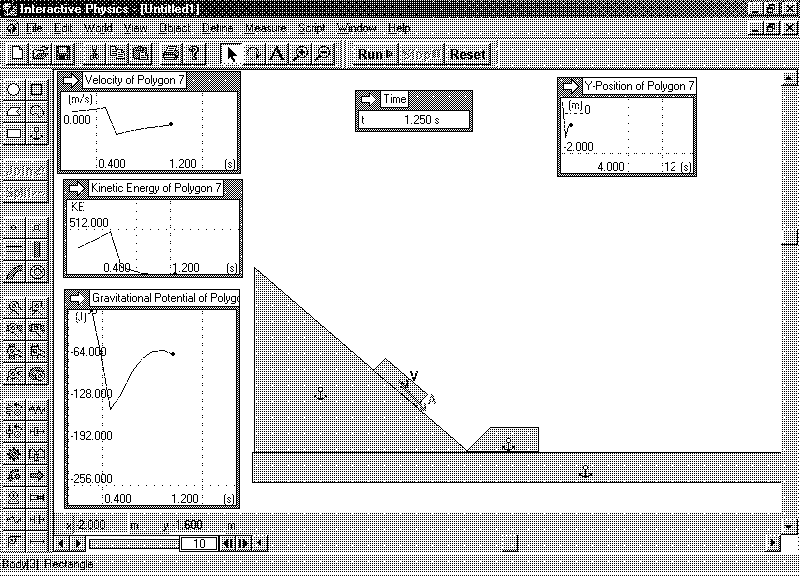 Interactive Physics - [Untitled1]
File Edit World View Object Define Measure Script Window Help
Run Stop Reset
Velocity of Polygon 7
(m/s)
0.000
0.400 1.200 (s)
Time
t 1.250 s
Y-Position of Polygon 7
(m)
0
-2.000
4.000 12 (s)
Kinetic Energy of Polygon 7
KE
512.000
0.400 1.200 (s)
Gravitational Potential of Polygo
(J)
-64.000
-128.000
-192.000
-256.000
0.400 1.200 (s)
V
A
x 2.000 m y -1.600 m
10
Body[3] Rectangle